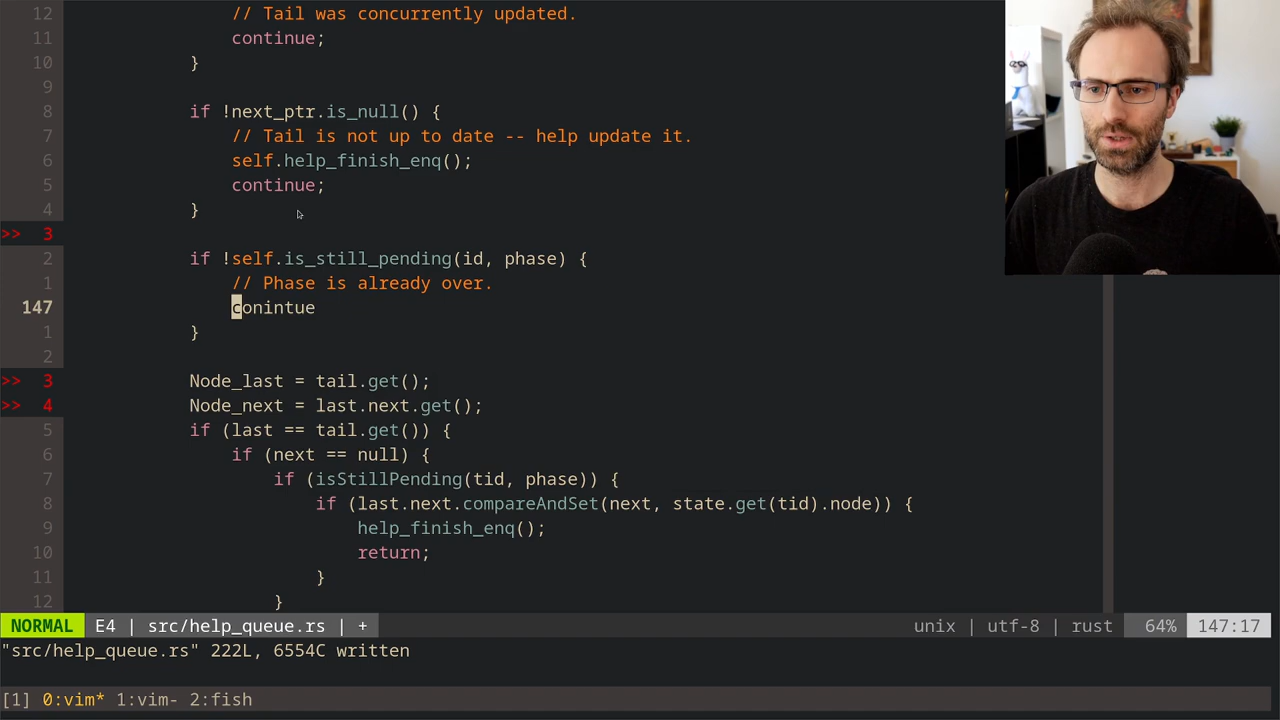 12 // Tail was concurrently updated.
11 continue;
10 }
9
8 if !next_ptr.is_null() {
7 // Tail is not up to date -- help update it.
6 self.help_finish_enq();
5 continue;
4 }
>> 3
2 if !self.is_still_pending(id, phase) {
1 // Phase is already over.
147 conintue
1 }
2
>> 3 Node_last = tail.get();
>> 4 Node_next = last.next.get();
5 if (last == tail.get()) {
6 if (next == null) {
7 if (isStillPending(tid, phase)) {
8 if (last.next.compareAndSet(next, state.get(tid).node)) {
9 help_finish_enq();
10 return;
11 }
12 }
NORMAL E4 | src/help_queue.rs | + unix | utf-8 | rust 64% 147:17
"src/help_queue.rs" 222L, 6554C written
[1] 0:vim* 1:vim- 2:fish